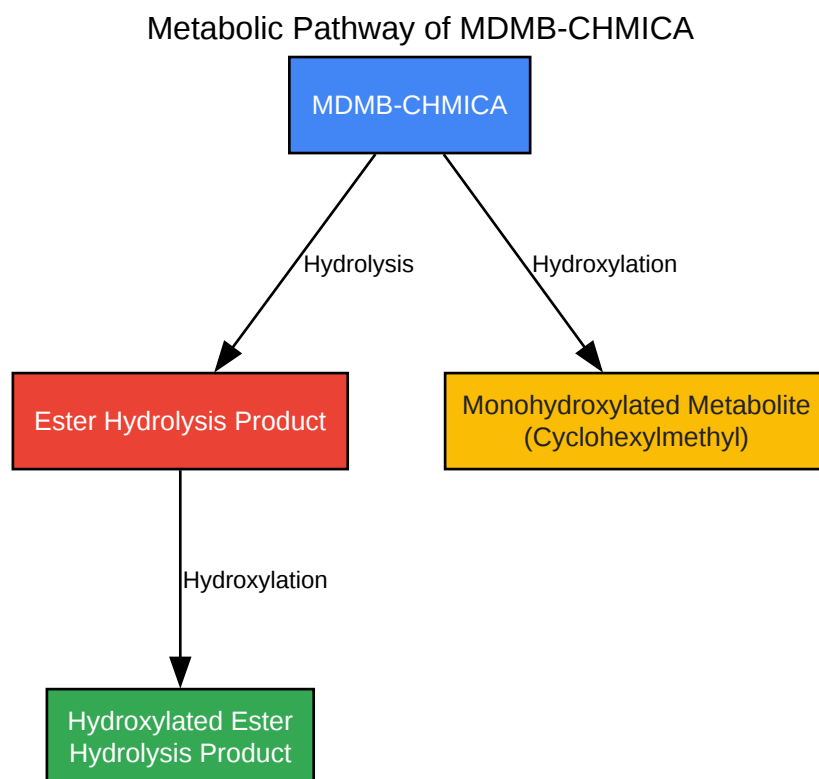 Metabolic Pathway of MDMB-CHMICA
MDMB-CHMICA
Hydrolysis
Hydroxylation
Ester Hydrolysis Product
Monohydroxylated Metabolite
(Cyclohexylmethyl)
Hydroxylation
Hydroxylated Ester
Hydrolysis Product